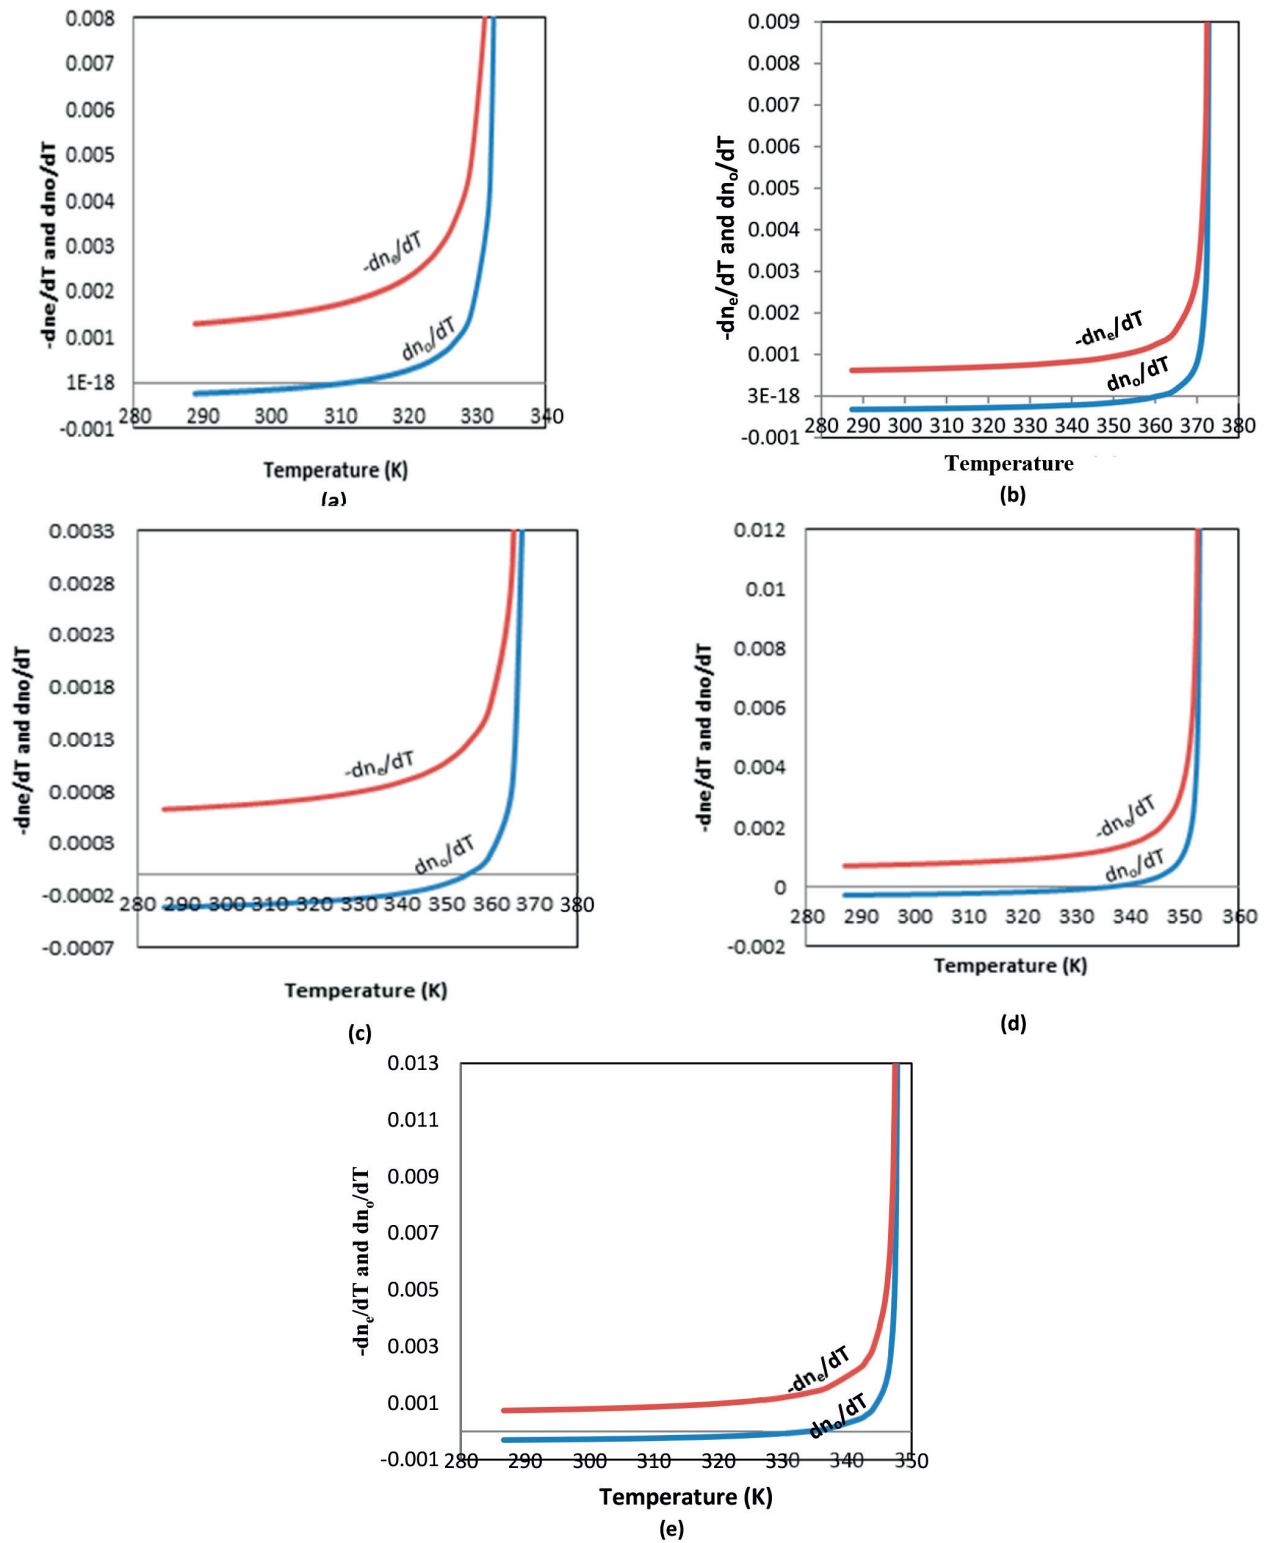 0.008
0.007
0.006
0.005
0.004
0.003
0.002
0.001
1E-18
-0.001
-dne/dT and dno/dT
-dne/dT
dno/dT
280 290 300 310 320 330 340
Temperature (K)
(a)
0.009
0.008
0.007
0.006
0.005
0.004
0.003
0.002
0.001
3E-18
-0.001
-dne/dT and dno/dT
-dne/dT
dno/dT
280 290 300 310 320 330 340 350 360 370 380
Temperature
(b)
0.0033
0.0028
0.0023
0.0018
0.0013
0.0008
0.0003
-0.0002
-0.0007
-dne/dT and dno/dT
-dne/dT
dno/dT
280 290 300 310 320 330 340 350 360 370 380
Temperature (K)
(c)
0.012
0.01
0.008
0.006
0.004
0.002
0
-0.002
-dne/dT and dno/dT
-dne/dT
dno/dT
280 290 300 310 320 330 340 350 360
Temperature (K)
(d)
0.013
0.011
0.009
0.007
0.005
0.003
0.001
-0.001
-dne/dT and dno/dT
-dne/dT
dno/dT
280 290 300 310 320 330 340 350
Temperature (K)
(e)